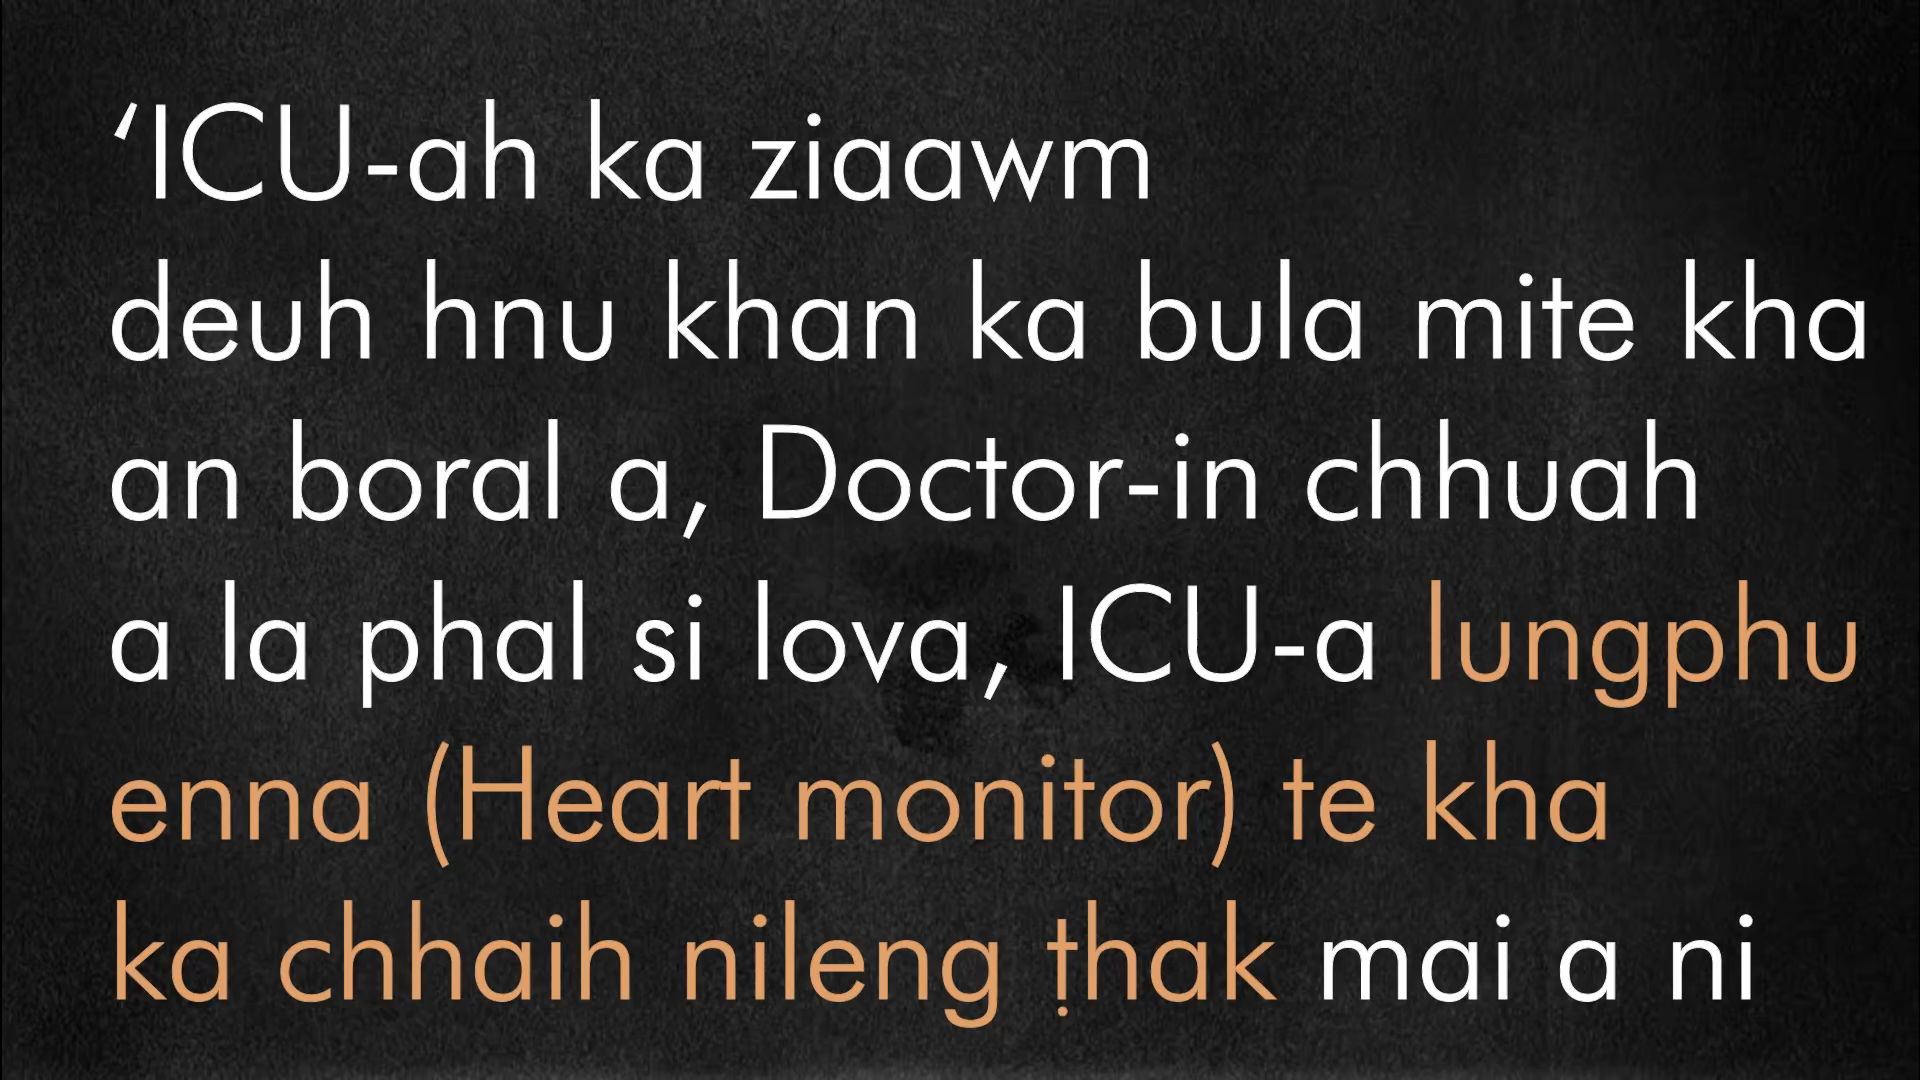 ‘ICU-ah ka ziaawm
deuh hnu khan ka bula mite kha
an boral a, Doctor-in chhuah
a la phal si lova, ICU-a lungphu
enna (Heart monitor) te kha
ka chhaih nileng ṭhak mai a ni